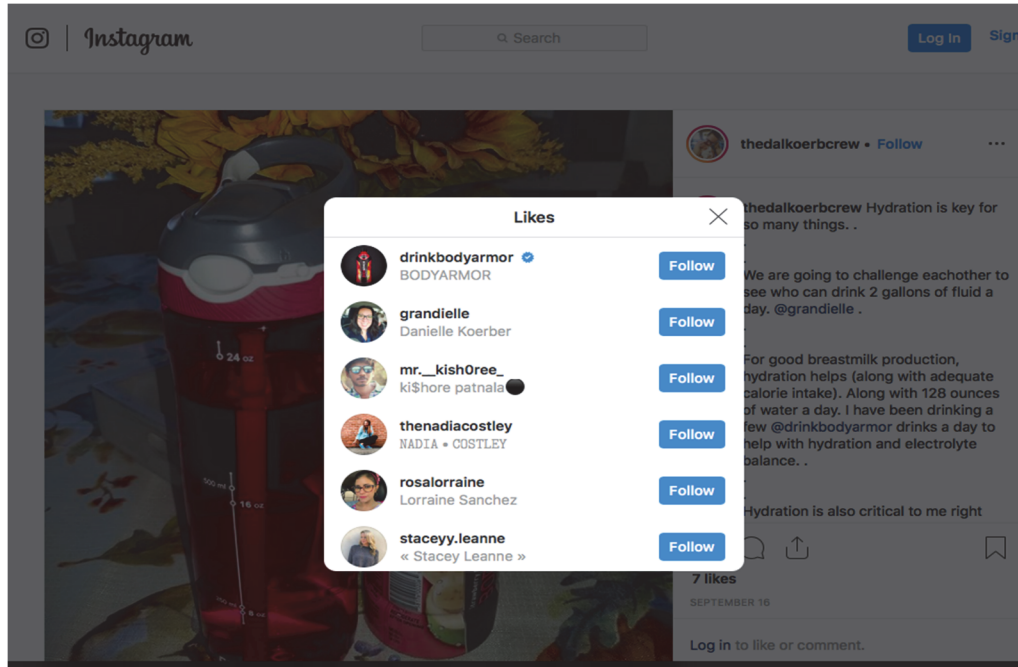 Instagram
Search
Log In
Sign
thedalkoerbcrew • Follow
...
Likes
drinkbodyarmor
BODYARMOR
Follow
grandielle
Danielle Koerber
Follow
mr.__kish0ree_
ki$hore patnala
Follow
thenadiacostley
NADIA • COSTLEY
Follow
rosalorraine
Lorraine Sanchez
Follow
staceyy.leanne
« Stacey Leanne »
Follow
thedalkoerbcrew Hydration is key for
so many things. .
.
We are going to challenge eachother to
see who can drink 2 gallons of fluid a
day. @grandielle .
.
For good breastmilk production,
hydration helps (along with adequate
calorie intake). Along with 128 ounces
of water a day. I have been drinking a
few @drinkbodyarmor drinks a day to
help with hydration and electrolyte
balance. .
.
Hydration is also critical to me right
7 likes
SEPTEMBER 16
Log in to like or comment.
24 oz
500 ml
16 oz
8 oz